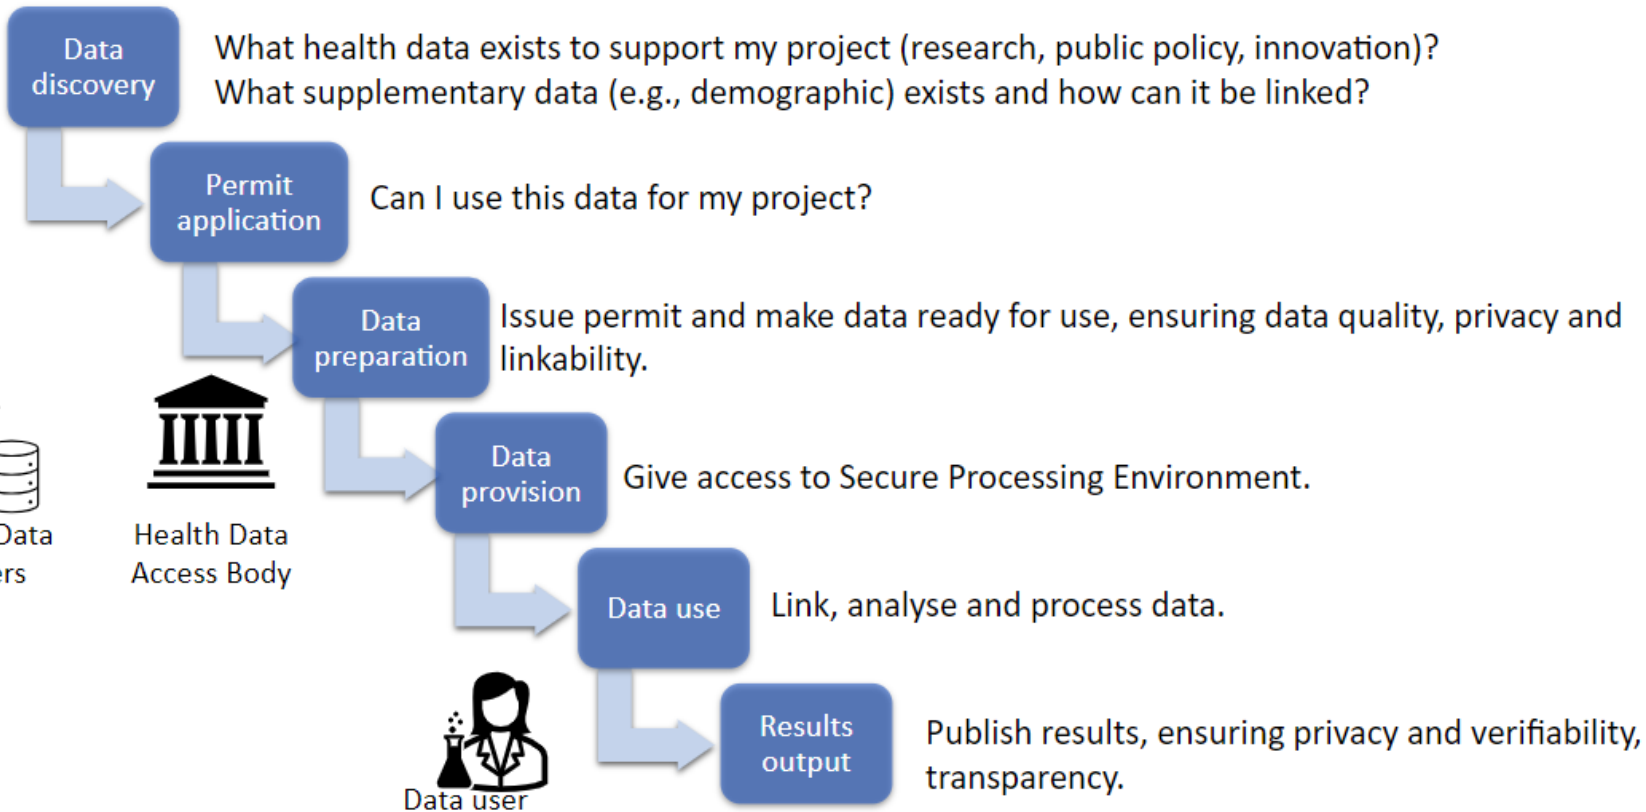 Data
discovery
What health data exists to support my project (research, public policy, innovation)?
What supplementary data (e.g., demographic) exists and how can it be linked?
Permit
application
Can I use this data for my project?
Data
preparation
Issue permit and make data ready for use, ensuring data quality, privacy and
linkability.
Data
provision
Give access to Secure Processing Environment.
Data
ers
Health Data
Access Body
Data use
Link, analyse and process data.
Data user
Results
output
Publish results, ensuring privacy and verifiability,
transparency.